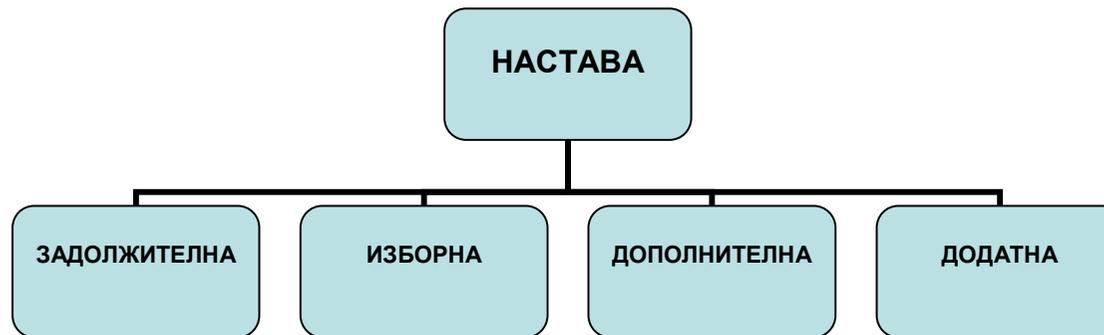 НАСТАВА
ЗАДОЛЖИТЕЛНА
ИЗБОРНА
ДОПОЛНИТЕЛНА
ДОДАТНА